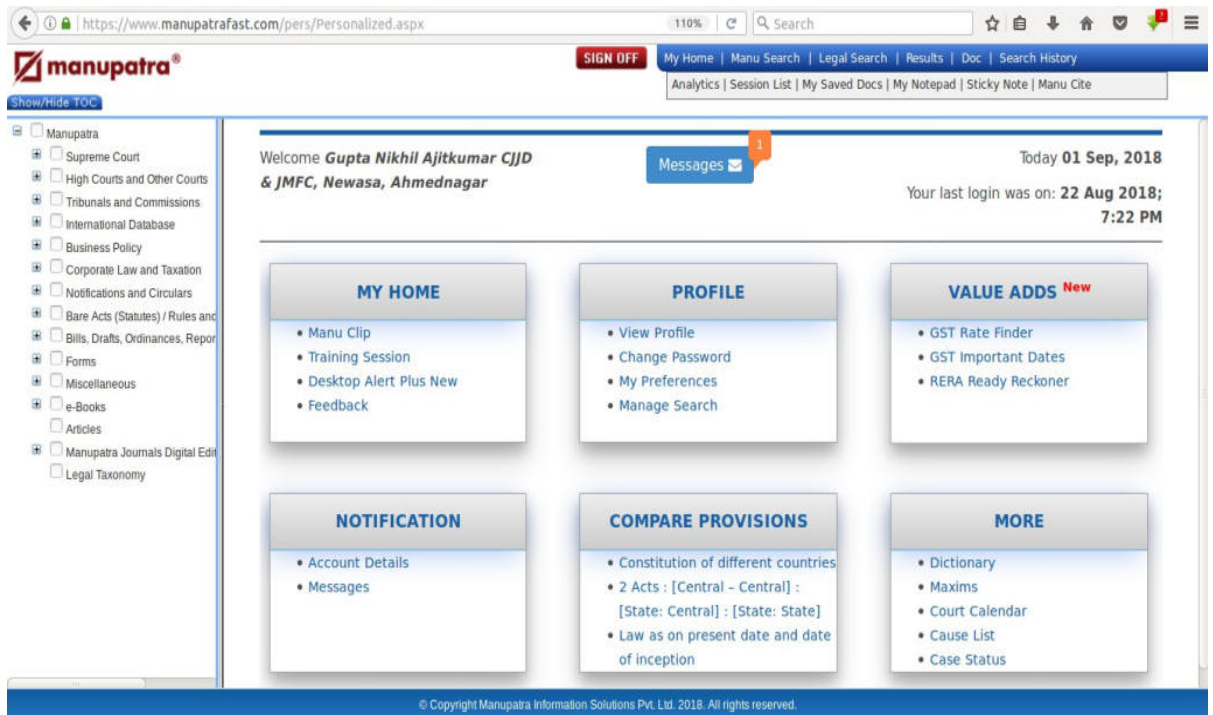 https://www.manupatrafast.com/pers/Personalized.aspx
110%
Search
2
manupatra®
SIGN OFF
My Home | Manu Search | Legal Search | Results | Doc | Search History
Analytics | Session List | My Saved Docs | My Notepad | Sticky Note | Manu Cite
Show/Hide TOC
Manupatra
Supreme Court
High Courts and Other Courts
Tribunals and Commissions
International Database
Business Policy
Corporate Law and Taxation
Notifications and Circulars
Bare Acts (Statutes) / Rules and
Bills, Drafts, Ordinances, Repor
Forms
Miscellaneous
e-Books
Articles
Manupatra Journals Digital Edit
Legal Taxonomy
Welcome Gupta Nikhil Ajitkumar CJJD
& JMFC, Newasa, Ahmednagar
Messages
1
Today 01 Sep, 2018
Your last login was on: 22 Aug 2018;
7:22 PM
MY HOME
• Manu Clip
• Training Session
• Desktop Alert Plus New
• Feedback
PROFILE
• View Profile
• Change Password
• My Preferences
• Manage Search
VALUE ADDS New
• GST Rate Finder
• GST Important Dates
• RERA Ready Reckoner
NOTIFICATION
• Account Details
• Messages
COMPARE PROVISIONS
• Constitution of different countries
• 2 Acts : [Central – Central] :
[State: Central] : [State: State]
• Law as on present date and date
of inception
MORE
• Dictionary
• Maxims
• Court Calendar
• Cause List
• Case Status
© Copyright Manupatra Information Solutions Pvt. Ltd. 2018. All rights reserved.